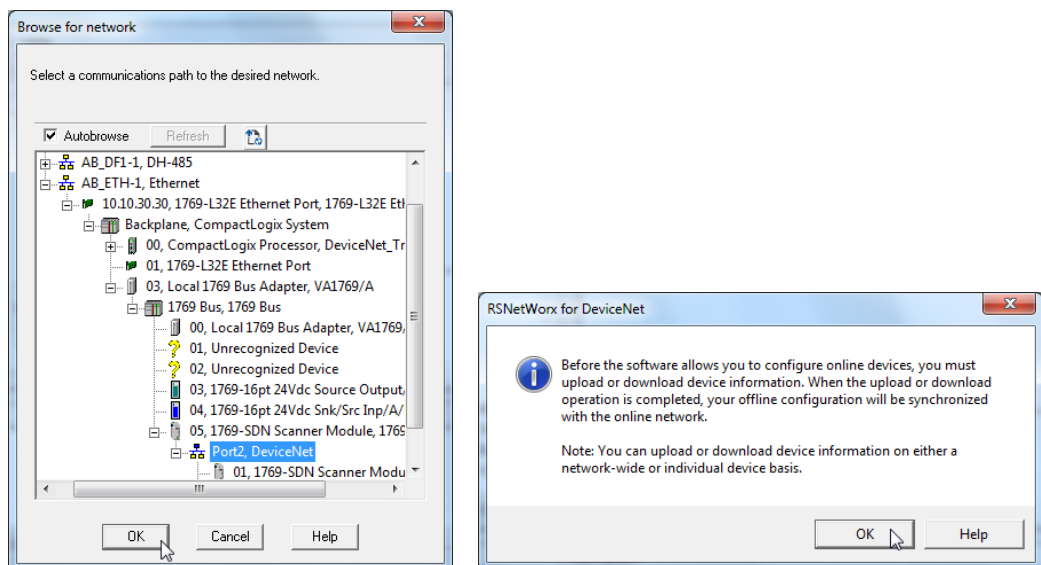 Browse for network
Select a communications path to the desired network.
Autobrowse Refresh
AB_DF1-1, DH-485
AB_ETH-1, Ethernet
10.10.30.30, 1769-L32E Ethernet Port, 1769-L32E Eth
Backplane, CompactLogix System
00, CompactLogix Processor, DeviceNet_Tr
01, 1769-L32E Ethernet Port
03, Local 1769 Bus Adapter, VA1769/A
1769 Bus, 1769 Bus
00, Local 1769 Bus Adapter, VA1769,
01, Unrecognized Device
02, Unrecognized Device
03, 1769-16pt 24Vdc Source Output,
04, 1769-16pt 24Vdc Snk/Src Inp/A/
05, 1769-SDN Scanner Module, 1769
Port2, DeviceNet
01, 1769-SDN Scanner Modu
OK Cancel Help
RSNetWorx for DeviceNet
Before the software allows you to configure online devices, you must
upload or download device information. When the upload or download
operation is completed, your offline configuration will be synchronized
with the online network.
Note: You can upload or download device information on either a
network-wide or individual device basis.
OK Help